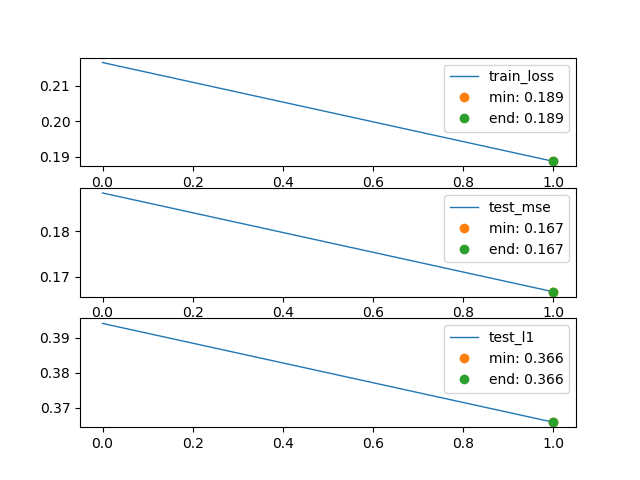 0.21
0.20
0.19
train_loss
min: 0.189
end: 0.189
0.0 0.2 0.4 0.6 0.8 1.0
0.18
0.17
test_mse
min: 0.167
end: 0.167
0.0 0.2 0.4 0.6 0.8 1.0
0.39
0.38
0.37
test_l1
min: 0.366
end: 0.366
0.0 0.2 0.4 0.6 0.8 1.0